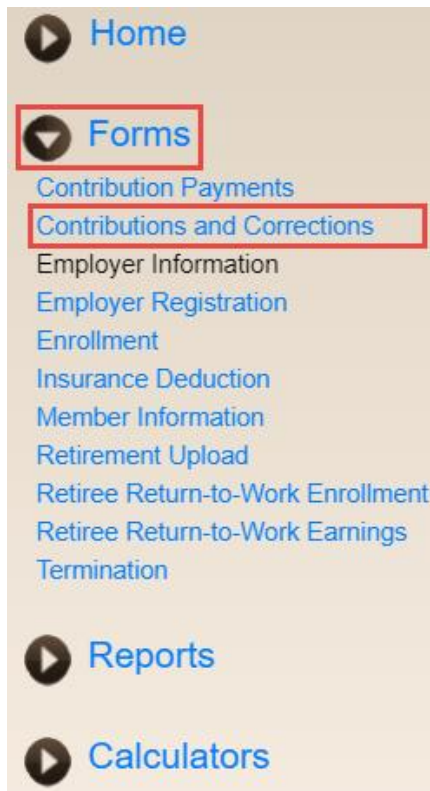 Home
Forms
Contribution Payments
Contributions and Corrections
Employer Information
Employer Registration
Enrollment
Insurance Deduction
Member Information
Retirement Upload
Retiree Return-to-Work Enrollment
Retiree Return-to-Work Earnings
Termination
Reports
Calculators